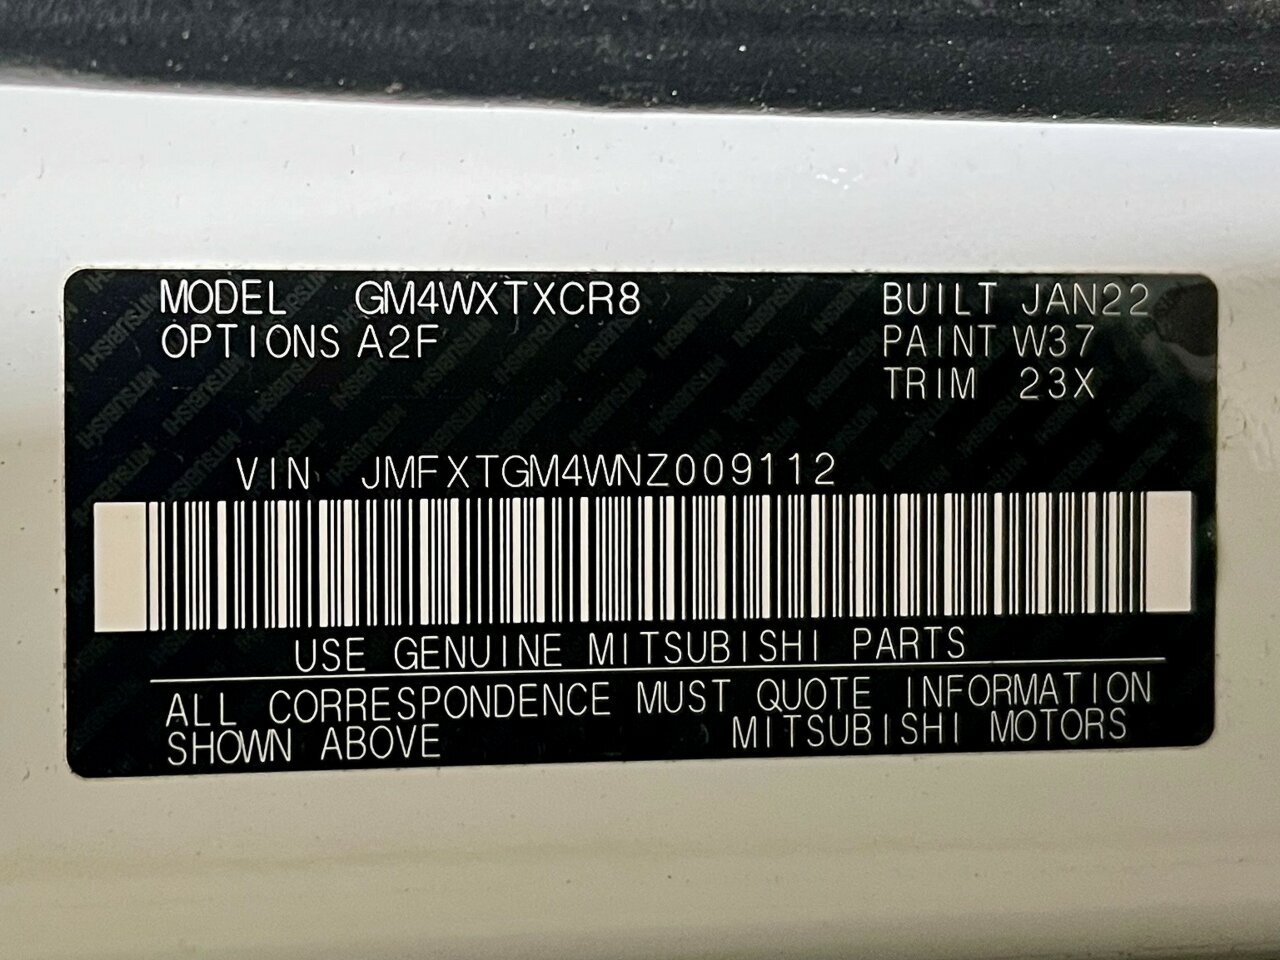 MODEL GM4WXTXCR8 BUILT JAN22
OPTIONS A2F PAINT W37
TRIM 23X
VIN JMFXTGM4WNZ009112
USE GENUINE MITSUBISHI PARTS
ALL CORRESPONDENCE MUST QUOTE INFORMATION
SHOWN ABOVE MITSUBISHI MOTORS